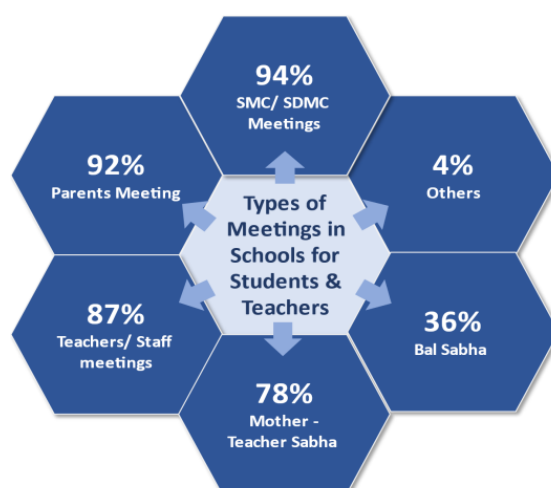 94%
SMC/ SDMC
Meetings
92%
Parents Meeting
4%
Others
Types of
Meetings in
Schools for
Students &
Teachers
87%
Teachers/ Staff
meetings
36%
Bal Sabha
78%
Mother -
Teacher Sabha